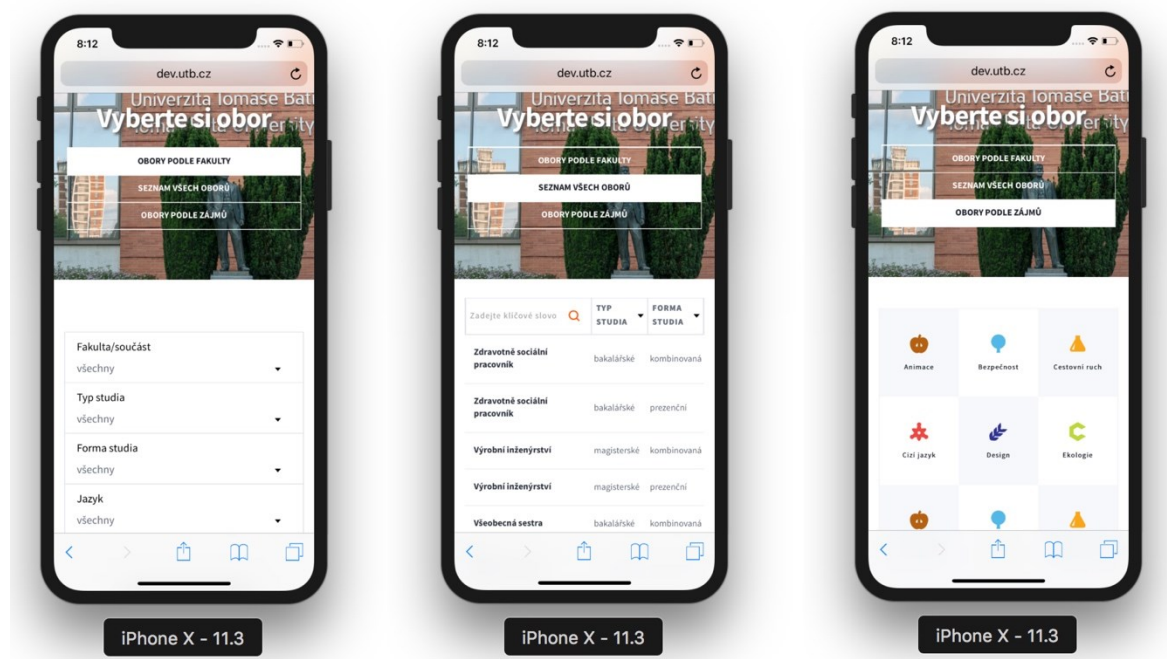 8:12
dev.utb.cz
Univerzita Tomáše Bati
Vyberte si obor
OBORY PODLE FAKULTY
SEZNAM VŠECH OBORŮ
OBORY PODLE ZÁJMŮ
Fakulta/součást
všechny
Typ studia
všechny
Forma studia
všechny
Jazyk
všechny
iPhone X – 11.3
8:12
dev.utb.cz
Univerzita Tomáše Bati
Vyberte si obor
OBORY PODLE FAKULTY
SEZNAM VŠECH OBORŮ
OBORY PODLE ZÁJMŮ
Zadejte klíčové slovo TYP STUDIA FORMA STUDIA
Zdravotně sociální pracovník bakalářské kombinovaná
Zdravotně sociální pracovník bakalářské prezenční
Výrobní inženýrství magisterské kombinovaná
Výrobní inženýrství magisterské prezenční
Všeobecná sestra bakalářské kombinovaná
iPhone X – 11.3
8:12
dev.utb.cz
Univerzita Tomáše Bati
Vyberte si obor
OBORY PODLE FAKULTY
SEZNAM VŠECH OBORŮ
OBORY PODLE ZÁJMŮ
Animace Bezpečnost Cestovní ruch
Cizí jazyk Design Ekologie
iPhone X – 11.3